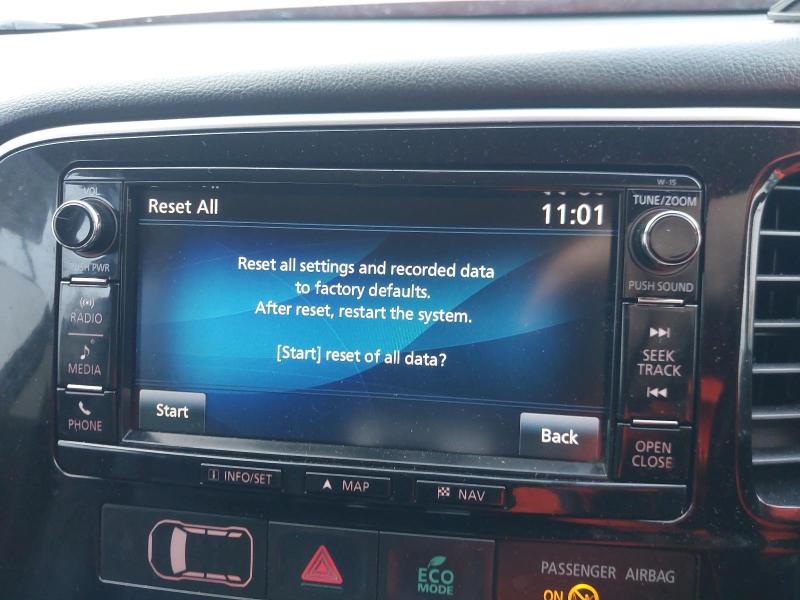 W-15
VOL
Reset All
11:01
TUNE/ZOOM
PUSH PWR
Reset all settings and recorded data
to factory defaults.
After reset, restart the system.
[Start] reset of all data?
PUSH SOUND
RADIO
MEDIA
PHONE
SEEK
TRACK
Start
Back
OPEN
CLOSE
INFO/SET
MAP
NAV
ECO
MODE
PASSENGER AIRBAG
ON